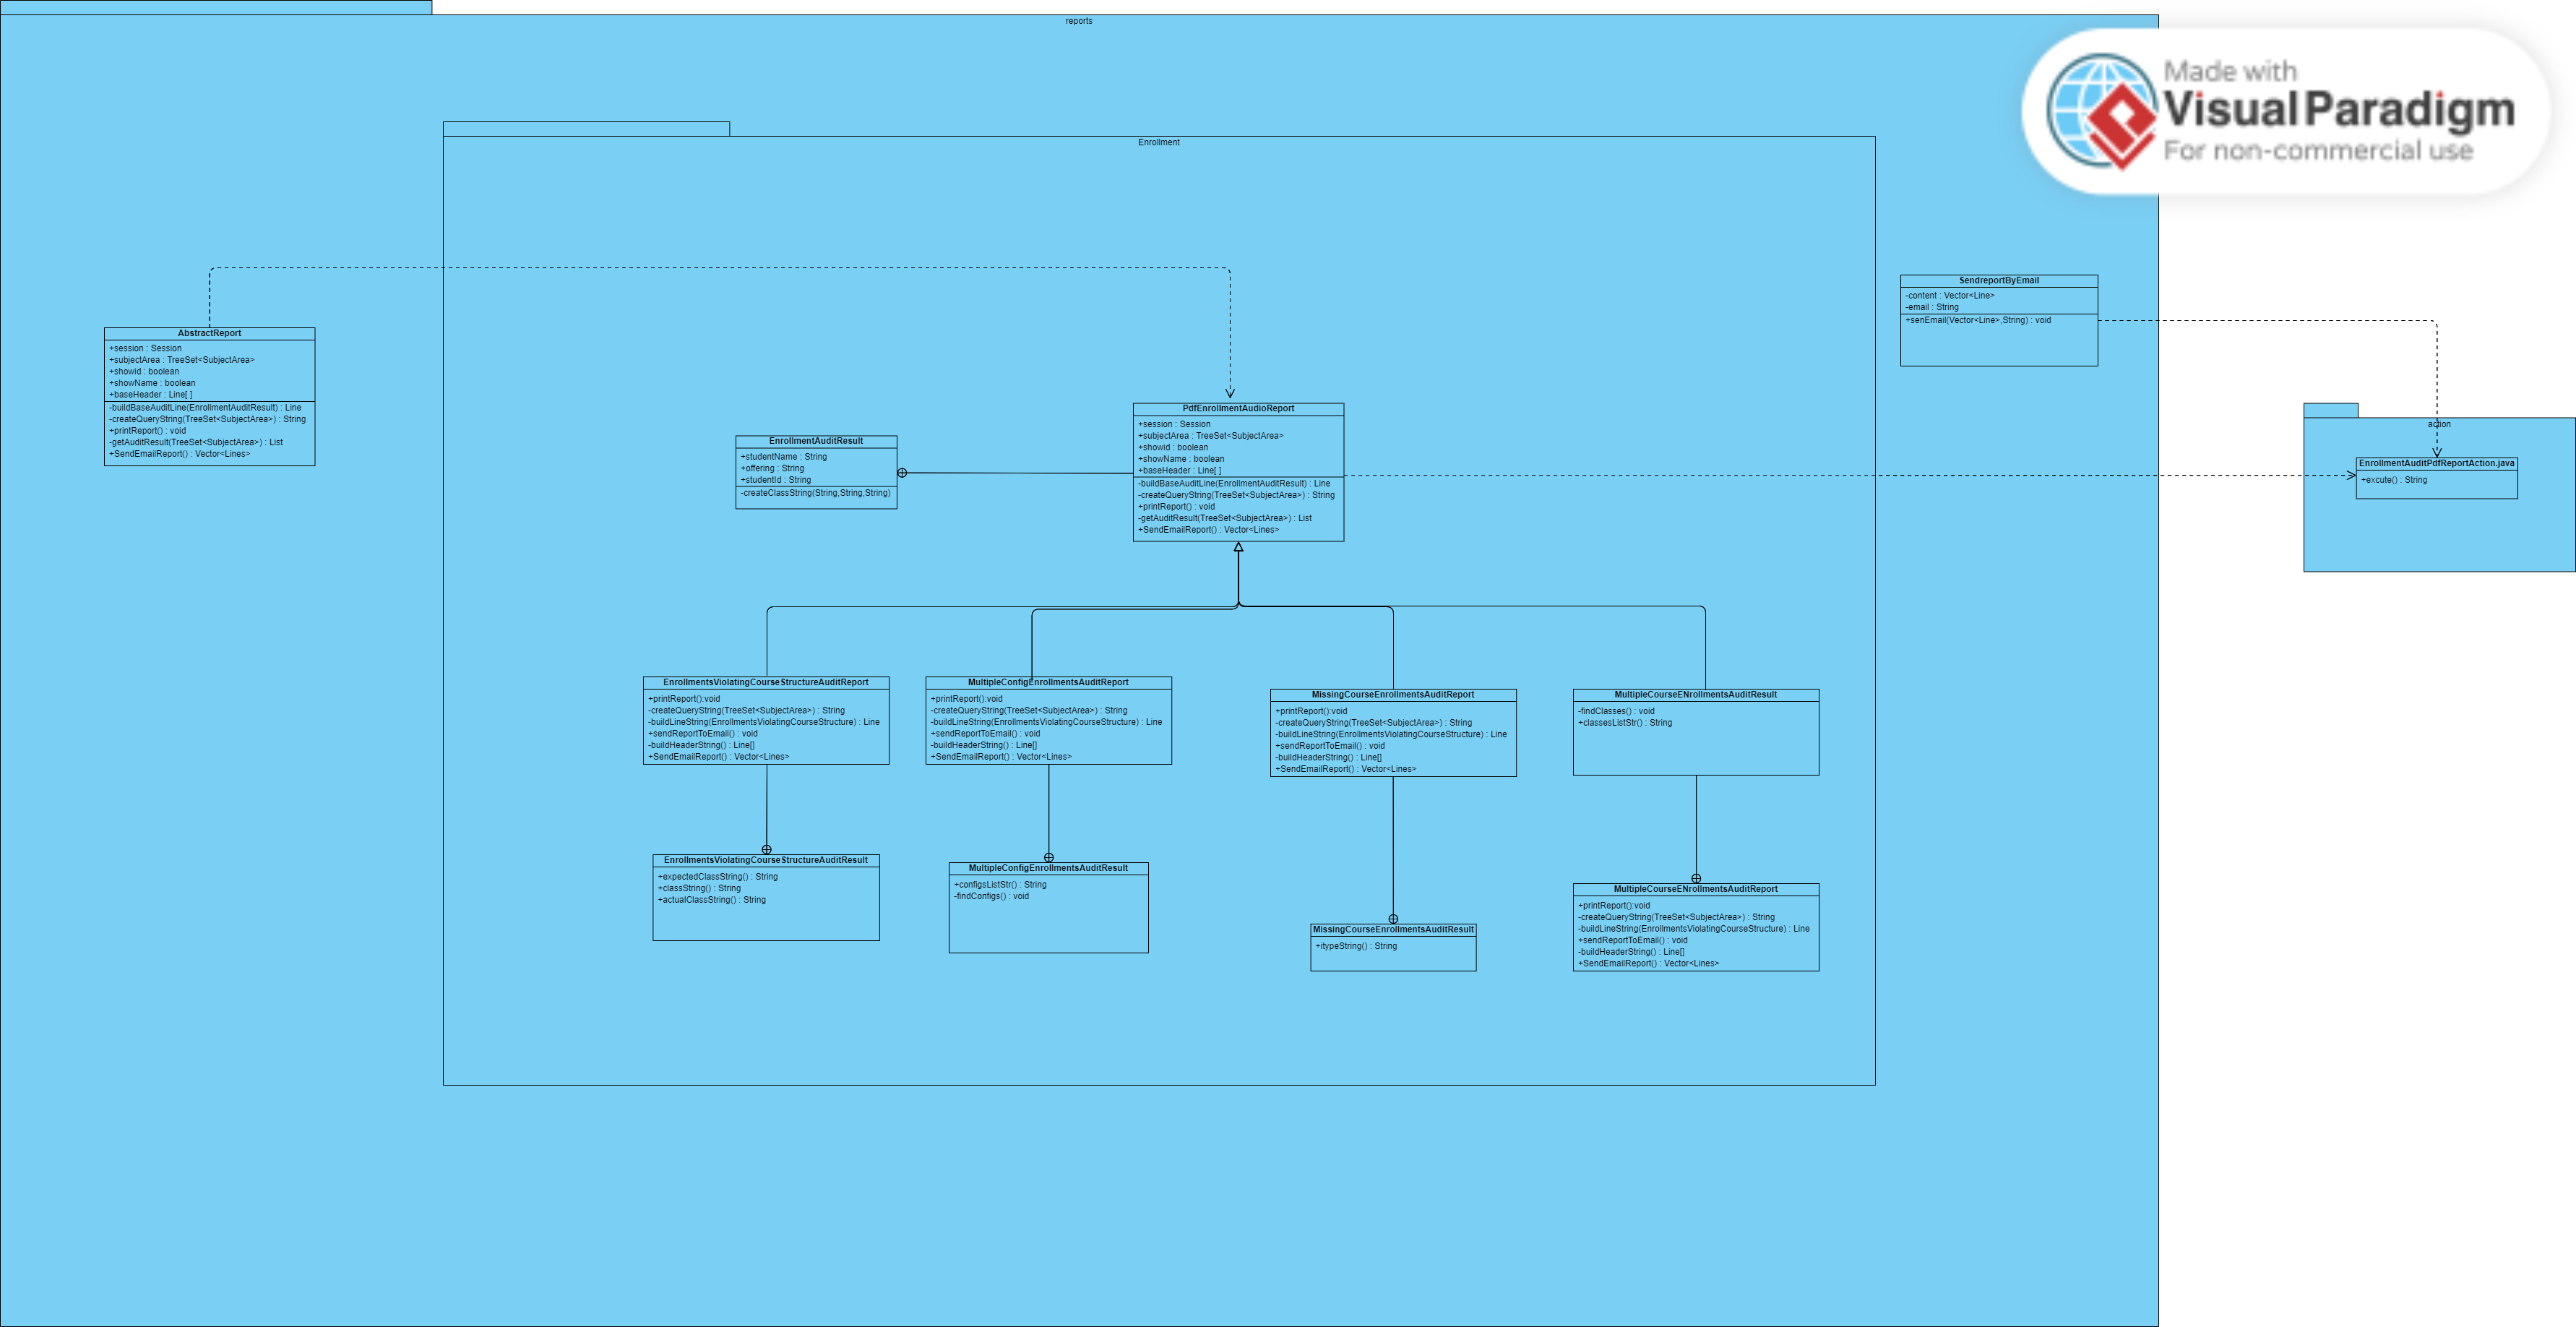 reports
Made with
Visual Paradigm
For non-commercial use
Enrollment
AbstractReport
+session : Session
+subjectArea : TreeSet<SubjectArea>
+showid : boolean
+showName : boolean
+baseHeader : Line[ ]
-buildBaseAuditLine(EnrollmentAuditResult) : Line
-createQueryString(TreeSet<SubjectArea>) : String
+printReport() : void
-getAuditResult(TreeSet<SubjectArea>) : List
+SendEmailReport() : Vector<Lines>
EnrollmentAuditResult
+studentName : String
+offering : String
+studentId : String
-createClassString(String,String,String)
PdfEnrollmentAudioReport
+session : Session
+subjectArea : TreeSet<SubjectArea>
+showid : boolean
+showName : boolean
+baseHeader : Line[ ]
-buildBaseAuditLine(EnrollmentAuditResult) : Line
-createQueryString(TreeSet<SubjectArea>) : String
+printReport() : void
-getAuditResult(TreeSet<SubjectArea>) : List
+SendEmailReport() : Vector<Lines>
SendreportByEmail
-content : Vector<Line>
-email : String
+senEmail(Vector<Line>,String) : void
action
EnrollmentAuditPdfReportAction.java
+excute() : String
EnrollmentsViolatingCourseStructureAuditReport
+printReport():void
-createQueryString(TreeSet<SubjectArea>) : String
-buildLineString(EnrollmentsViolatingCourseStructure) : Line
+sendReportToEmail() : void
-buildHeaderString() : Line[]
+SendEmailReport() : Vector<Lines>
MultipleConfigEnrollmentsAuditReport
+printReport():void
-createQueryString(TreeSet<SubjectArea>) : String
-buildLineString(EnrollmentsViolatingCourseStructure) : Line
+sendReportToEmail() : void
-buildHeaderString() : Line[]
+SendEmailReport() : Vector<Lines>
MissingCourseEnrollmentsAuditReport
+printReport():void
-createQueryString(TreeSet<SubjectArea>) : String
-buildLineString(EnrollmentsViolatingCourseStructure) : Line
+sendReportToEmail() : void
-buildHeaderString() : Line[]
+SendEmailReport() : Vector<Lines>
MultipleCourseENrollmentsAuditResult
-findClasses() : void
+classesListStr() : String
EnrollmentsViolatingCourseStructureAuditResult
+expectedClassString() : String
+classString() : String
+actualClassString() : String
MultipleConfigEnrollmentsAuditResult
+configsListStr() : String
-findConfigs() : void
MissingCourseEnrollmentsAuditResult
+itypeString() : String
MultipleCourseENrollmentsAuditReport
+printReport():void
-createQueryString(TreeSet<SubjectArea>) : String
-buildLineString(EnrollmentsViolatingCourseStructure) : Line
+sendReportToEmail() : void
-buildHeaderString() : Line[]
+SendEmailReport() : Vector<Lines>